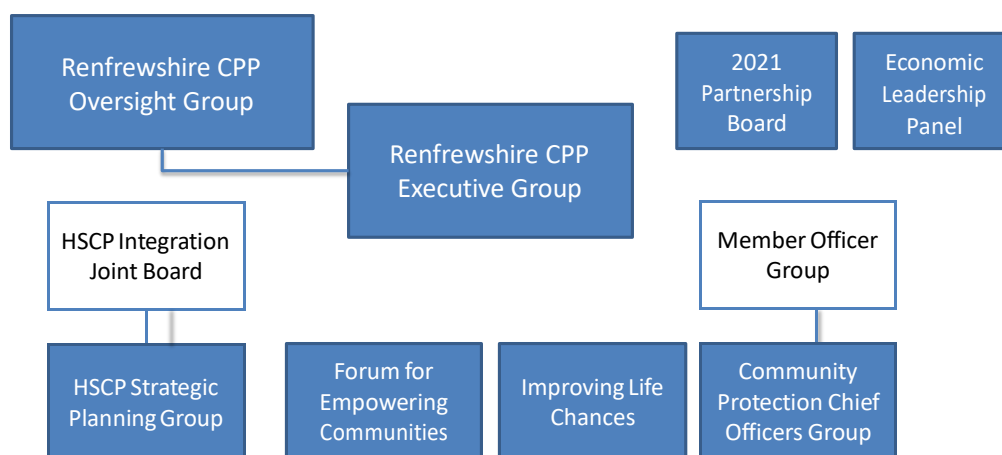 Renfrewshire CPP
Oversight Group
2021
Partnership
Board
Economic
Leadership
Panel
Renfrewshire CPP
Executive Group
HSCP Integration
Joint Board
Member Officer
Group
HSCP Strategic
Planning Group
Forum for
Empowering
Communities
Improving Life
Chances
Community
Protection Chief
Officers Group